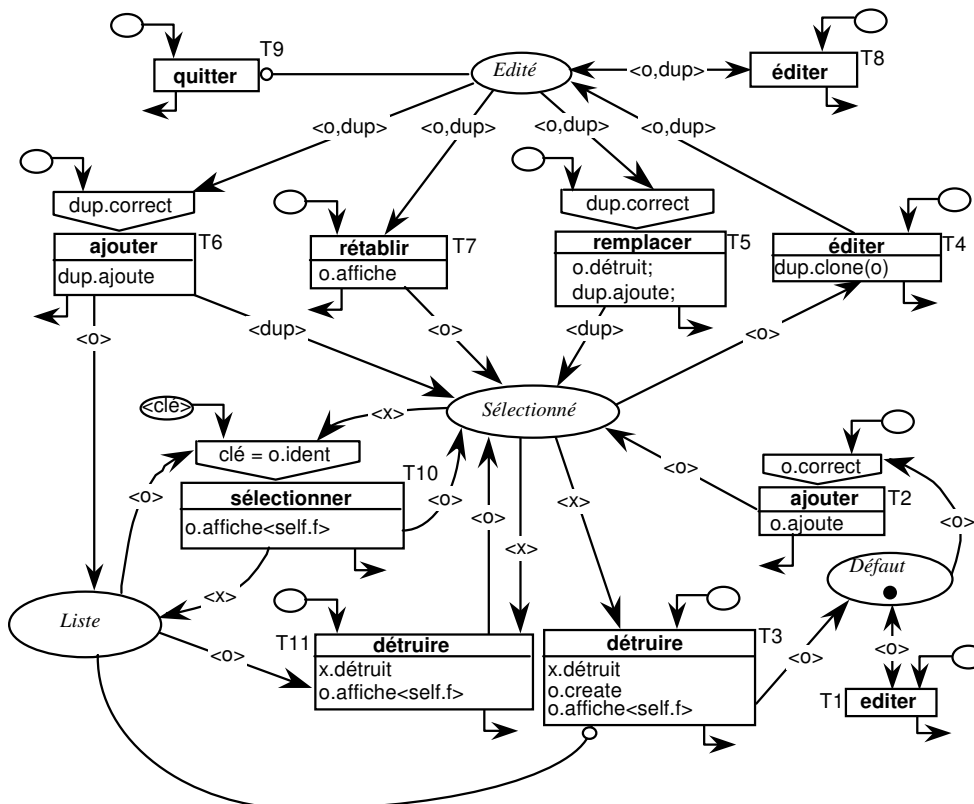 T9
quitter
Edité
<o,dup>
T8
éditer
<o,dup>
<o,dup>
<o,dup>
<o,dup>
dup.correct
T6
ajouter
dup.ajoute
T7
rétablir
o.affiche
dup.correct
T5
remplacer
o.détruit;
dup.ajoute;
T4
éditer
dup.clone(o)
<o>
<dup>
<o>
<dup>
<o>
<clé>
<x>
Sélectionné
clé = o.ident
T10
sélectionner
o.affiche<self.f>
<o>
<o>
<o>
<x>
<x>
<o>
o.correct
T2
ajouter
o.ajoute
<o>
Défaut
<x>
Liste
<o>
T11
détruire
x.détruit
o.affiche<self.f>
T3
détruire
x.détruit
o.create
o.affiche<self.f>
<o>
<o>
T1
editer